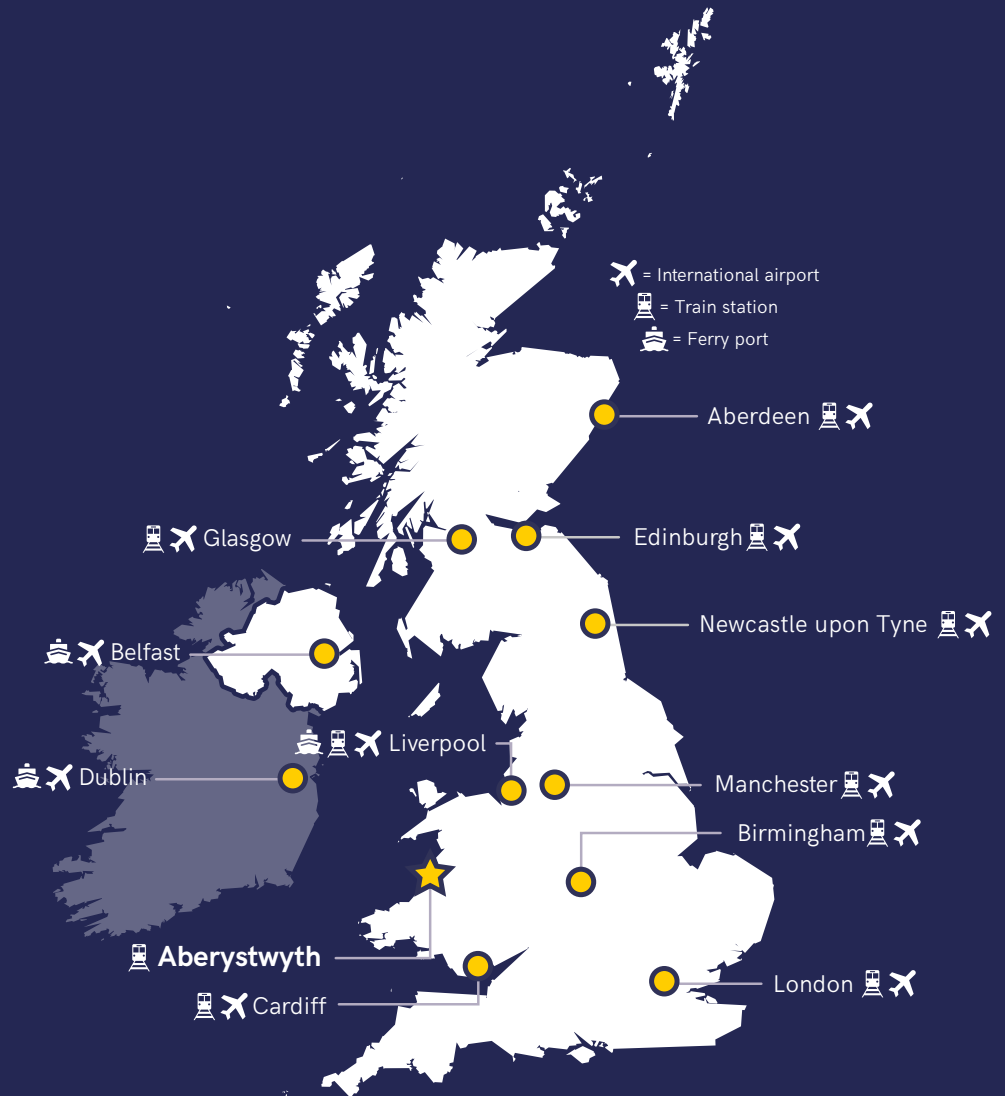 = International airport
= Train station
= Ferry port
Aberdeen
Glasgow
Edinburgh
Newcastle upon Tyne
Belfast
Liverpool
Dublin
Manchester
Birmingham
Aberystwyth
London
Cardiff